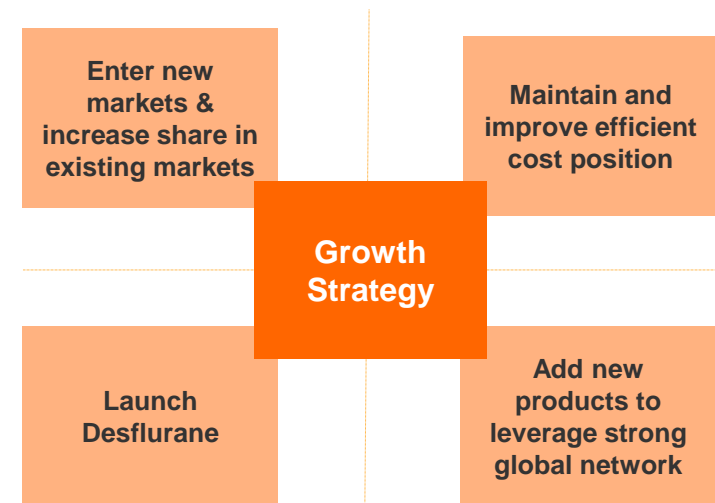 Enter new
markets &
increase share in
existing markets
Maintain and
improve efficient
cost position
Growth
Strategy
Launch
Desflurane
Add new
products to
leverage strong
global network